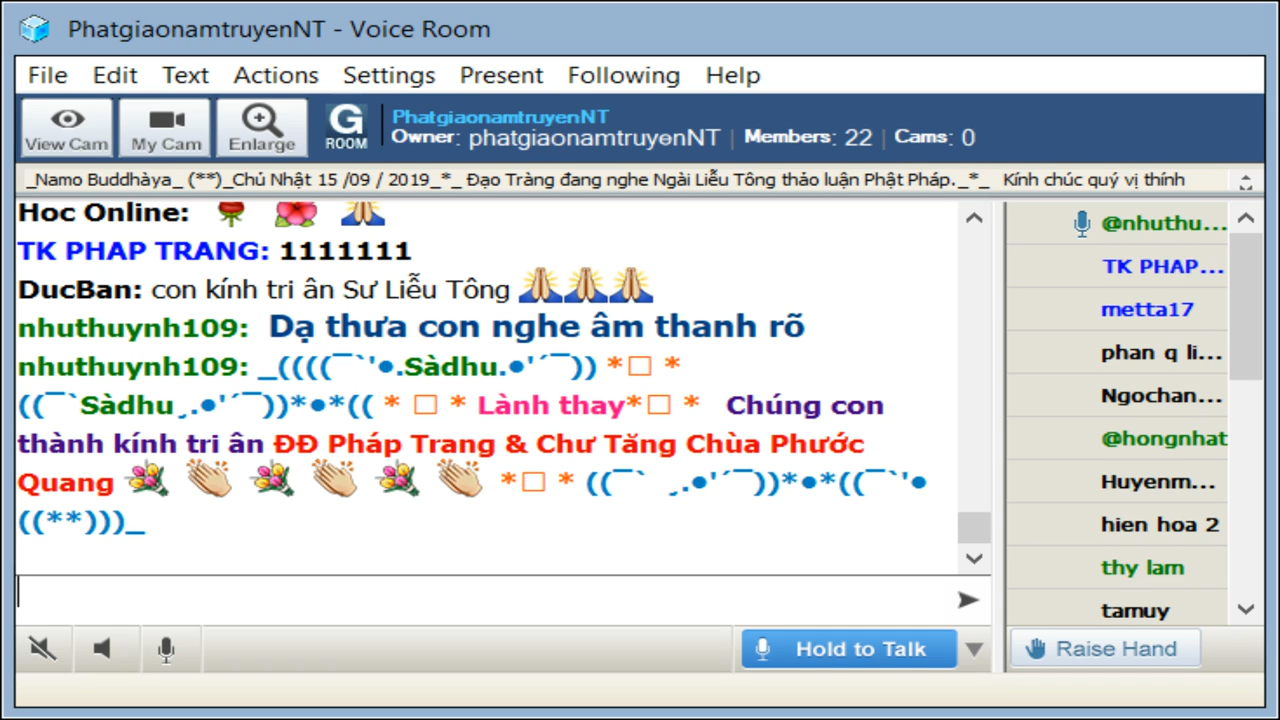 PhatgiaonamtruyenNT - Voice Room
File Edit Text Actions Settings Present Following Help
View Cam My Cam Enlarge G ROOM
PhatgiaonamtruyenNT
Owner: phatgiaonamtruyenNT | Members: 22 | Cams: 0
_Namo Buddhàya_ (**)_Chủ Nhật 15 /09 / 2019_*_ Đạo Tràng đang nghe Ngài Liễu Tông thảo luận Phật Pháp._*_ Kính chúc quý vị thính
Hoc Online:
TK PHAP TRANG: 1111111
DucBan: con kính tri ân Sư Liễu Tông
nhuthuynh109: Dạ thưa con nghe âm thanh rõ
nhuthuynh109: _((((¯`'●.Sàdhu.●'´¯)) *□ *
((¯`Sàdhu¸.●'´¯))*●*(( * □ * Lành thay*□ * Chúng con
thành kính tri ân ĐĐ Pháp Trang & Chư Tăng Chùa Phước
Quang *□ * ((¯` ¸.●'´¯))*●*((¯`'●
((**)))_
@nhuthu...
TK PHAP...
metta17
phan q li...
Ngochan...
@hongnhat
Huyenm...
hien hoa 2
thy lam
tamuy
Hold to Talk
Raise Hand